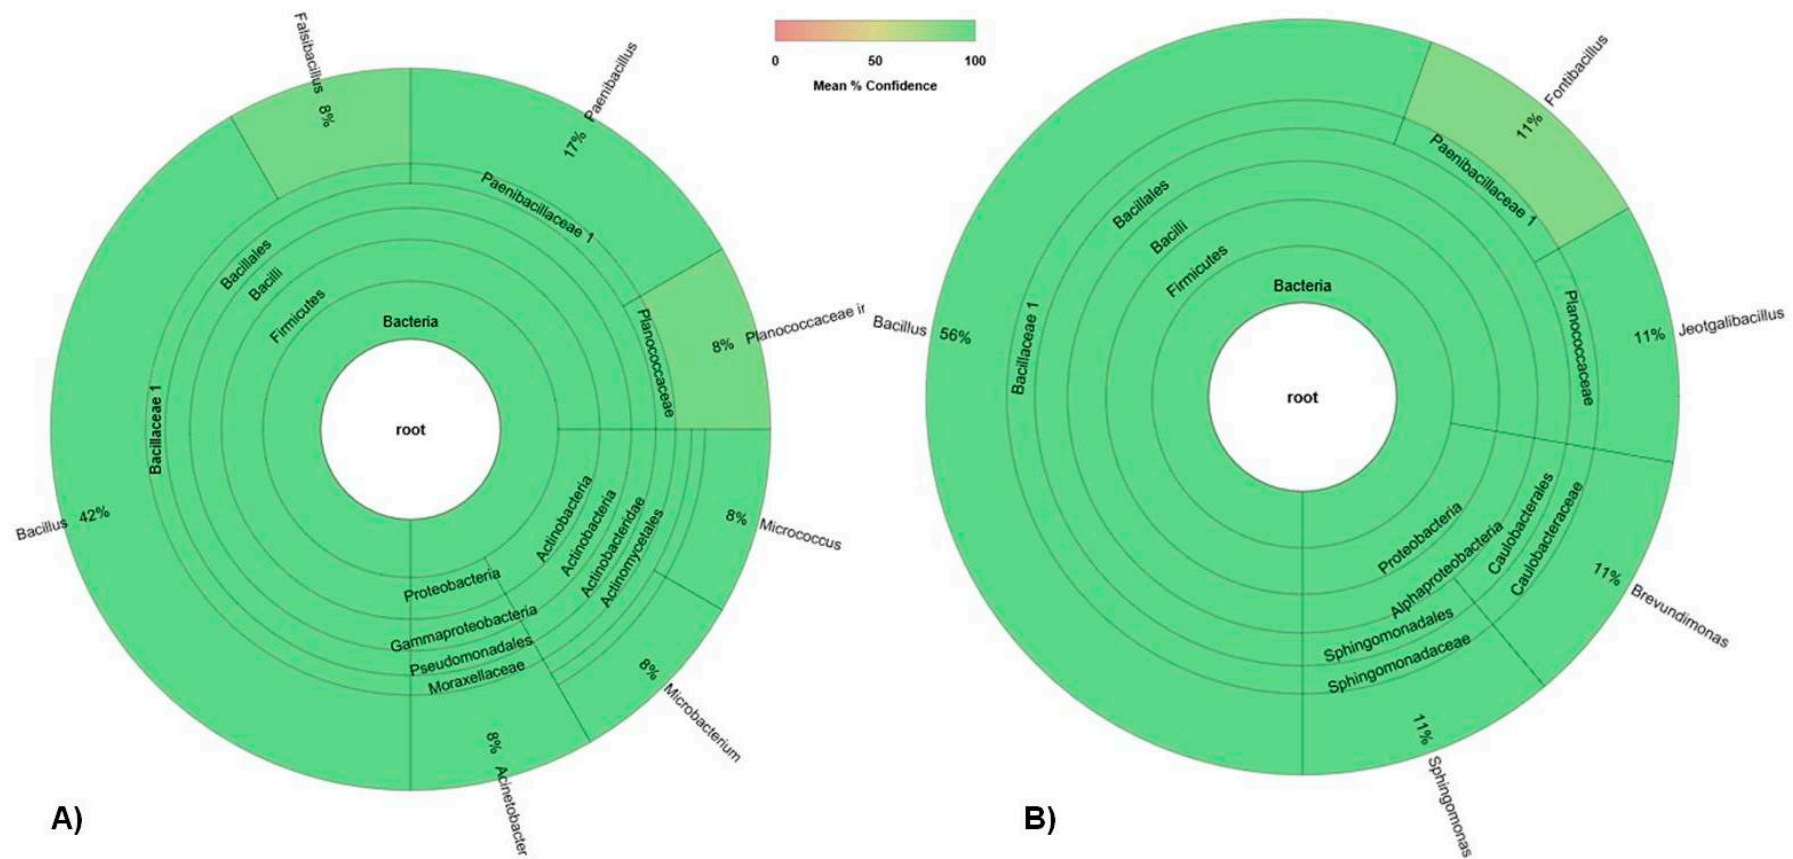 Falsibacillus 8%
17% Paenibacillus
Paenibacillaceae 1
Bacillales
Bacilli
Firmicutes
Bacteria
Planococcaceae
8% Planococcaceae ir
Bacillaceae 1
root
Bacillus 42%
Actinobacteria
Actinobacteria
Actinobacteridae
Actinomycetales
8% Micrococcus
Proteobacteria
Gammaproteobacteria
Pseudomonadales
Moraxellaceae
8% Microbacterium
8% Acinetobacter
A)
0 50 100
Mean % Confidence
11% Fontibacillus
Paenibacillaceae 1
Bacillales
Bacilli
Firmicutes
Bacteria
Planococcaceae
11% Jeotgalibacillus
Bacillus 56%
Bacillaceae 1
root
Proteobacteria
Alphaproteobacteria
Caulobacterales
Caulobacteraceae
11% Brevundimonas
Sphingomonadales
Sphingomonadaceae
11% Sphingomonas
B)